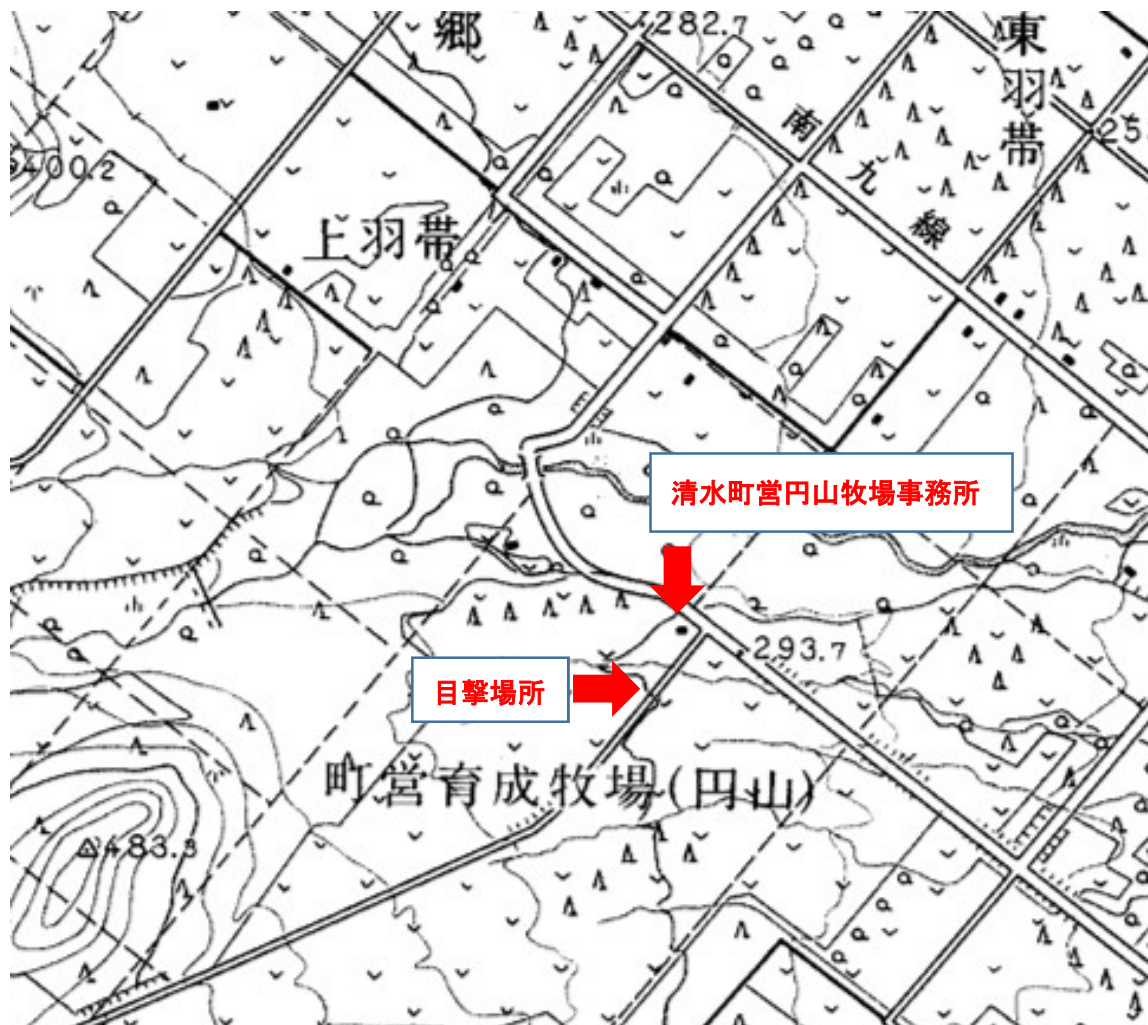 郷
282.7
東羽帯
南九線
25
400.2
上羽帯
清水町営円山牧場事務所
293.7
目撃場所
町営育成牧場(円山)
483.3